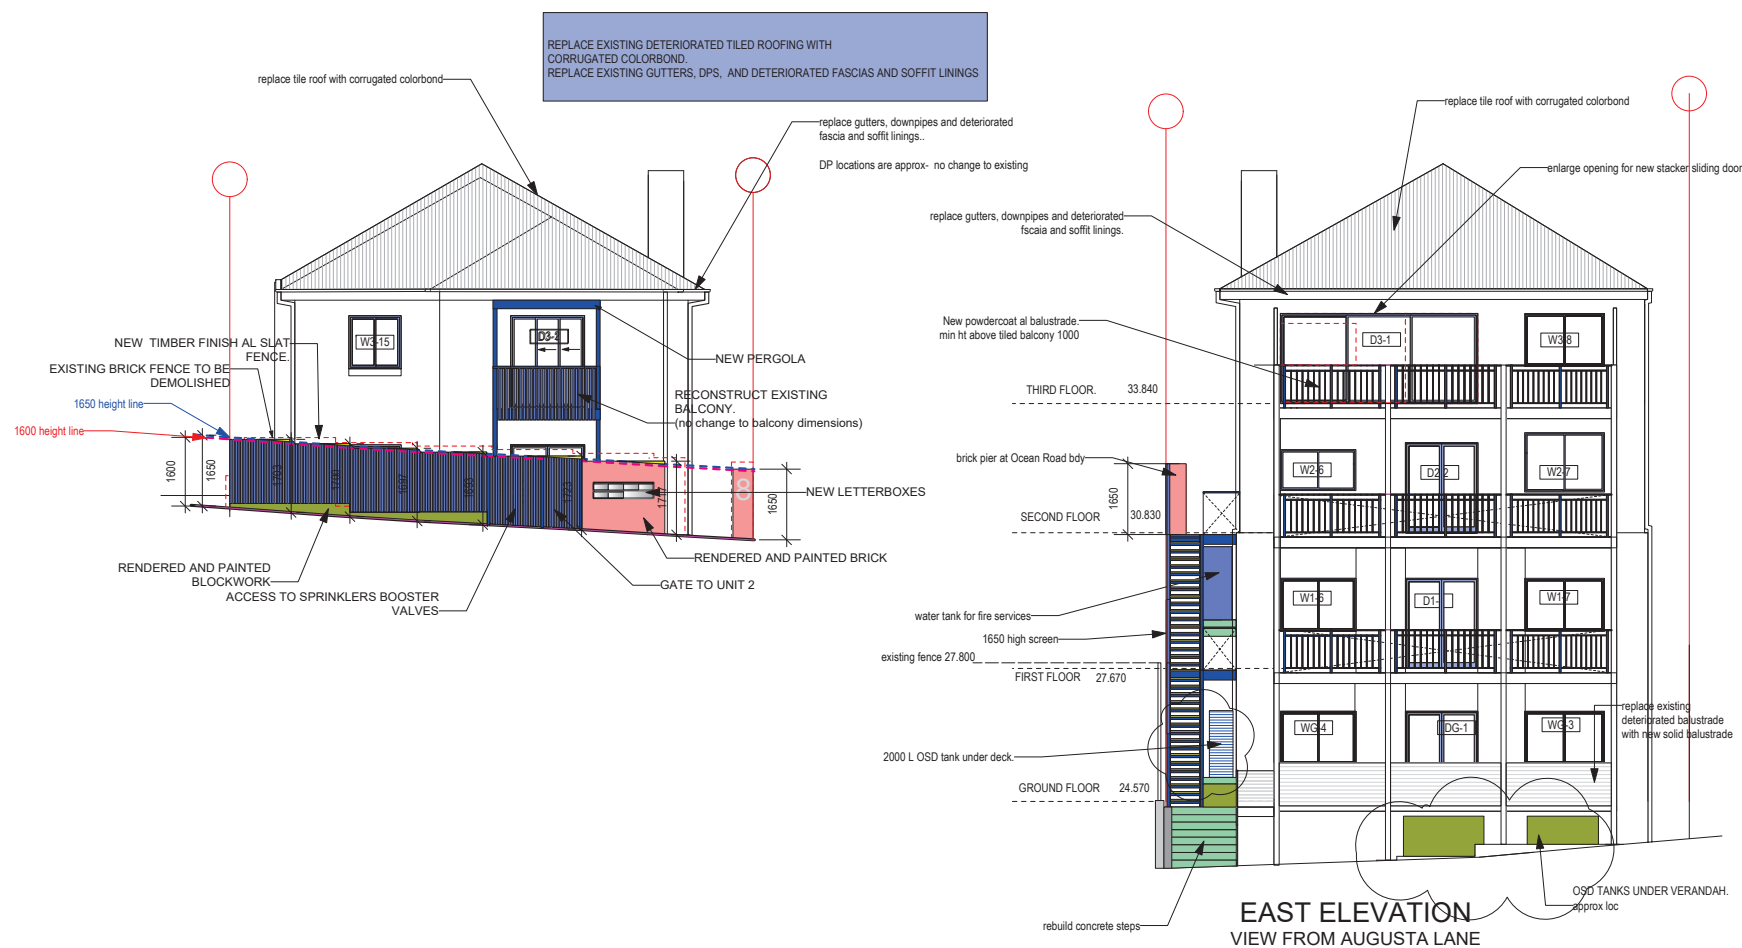 REPLACE EXISTING DETERIORATED TILED ROOFING WITH
CORRUGATED COLORBOND.
REPLACE EXISTING GUTTERS, DPS, AND DETERIORATED FASCIAS AND SOFFIT LININGS
replace tile roof with corrugated colorbond
replace gutters, downpipes and deteriorated
fascia and soffit linings..
DP locations are approx- no change to existing
W3-15
D3-2
NEW TIMBER FINISH AL SLAT
FENCE.
EXISTING BRICK FENCE TO BE
DEMOLISHED
1650 height line
1600 height line
NEW PERGOLA
RECONSTRUCT EXISTING
BALCONY.
(no change to balcony dimensions)
1600
1650
1703
1700
1697
1693
1723
1717
8
1650
NEW LETTERBOXES
RENDERED AND PAINTED BRICK
GATE TO UNIT 2
RENDERED AND PAINTED
BLOCKWORK
ACCESS TO SPRINKLERS BOOSTER
VALVES
replace tile roof with corrugated colorbond
enlarge opening for new stacker sliding door
replace gutters, downpipes and deteriorated
fscaia and soffit linings.
New powdercoat al balustrade.
min ht above tiled balcony 1000
D3-1
W3-8
THIRD FLOOR. 33.840
brick pier at Ocean Road bdy
W2-6
D2-2
W2-7
1650
SECOND FLOOR 30.830
W1-6
D1-
W1-7
water tank for fire services
1650 high screen
existing fence 27.800
FIRST FLOOR 27.670
WG-4
DG-1
WG-3
replace existing
deteriorated balustrade
with new solid balustrade
2000 L OSD tank under deck.
GROUND FLOOR 24.570
OSD TANKS UNDER VERANDAH.
approx loc
rebuild concrete steps
EAST ELEVATION
VIEW FROM AUGUSTA LANE